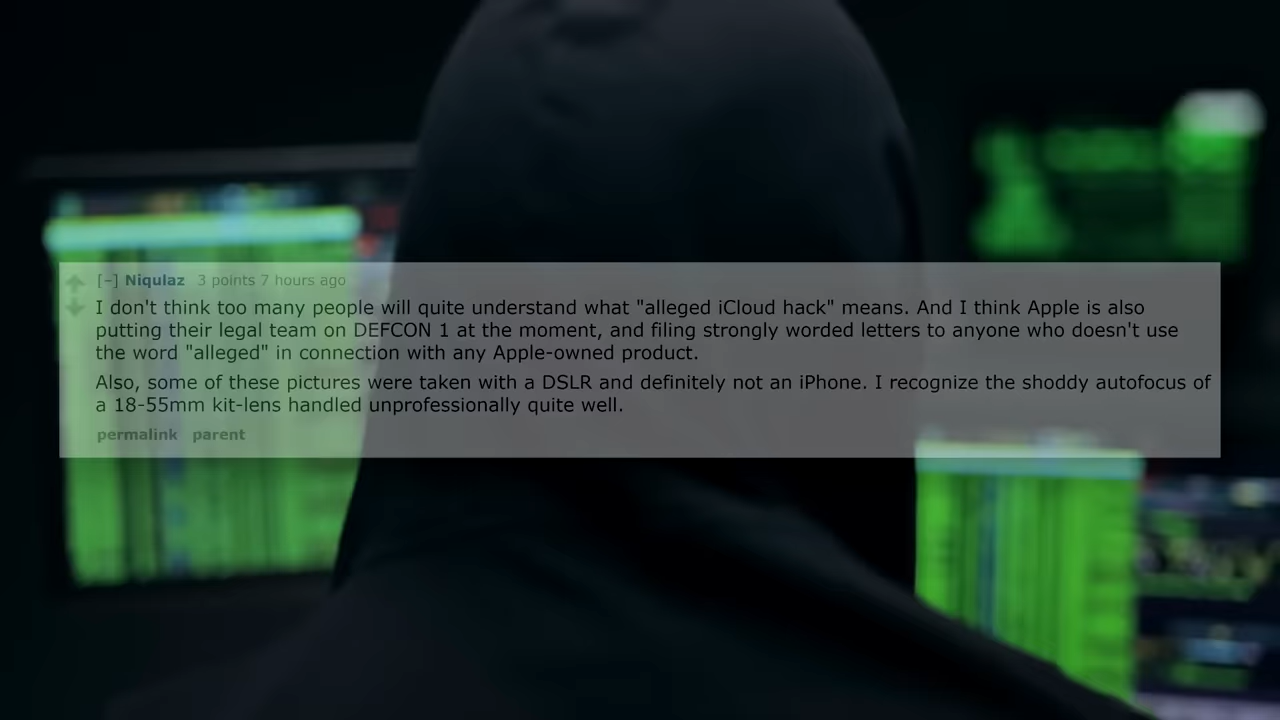 [–] Niqulaz 3 points 7 hours ago
I don't think too many people will quite understand what "alleged iCloud hack" means. And I think Apple is also
putting their legal team on DEFCON 1 at the moment, and filing strongly worded letters to anyone who doesn't use
the word "alleged" in connection with any Apple-owned product.
Also, some of these pictures were taken with a DSLR and definitely not an iPhone. I recognize the shoddy autofocus of
a 18-55mm kit-lens handled unprofessionally quite well.
permalink parent